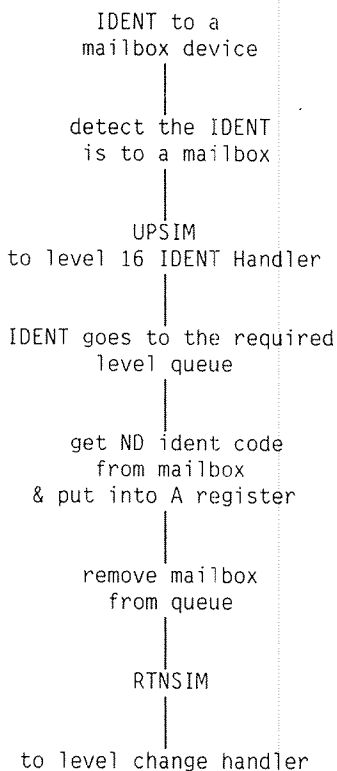 IDENT to a
mailbox device
detect the IDENT
is to a mailbox
UPSIM
to level 16 IDENT Handler
IDENT goes to the required
level queue
get ND ident code
from mailbox
& put into A register
remove mailbox
from queue
RTNSIM
to level change handler